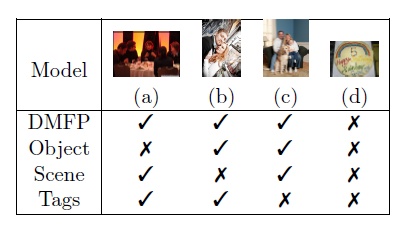 Model
(a) (b) (c) (d)
DMFP ✓ ✓ ✓ ✗
Object ✗ ✓ ✓ ✗
Scene ✓ ✗ ✓ ✗
Tags ✓ ✓ ✗ ✗